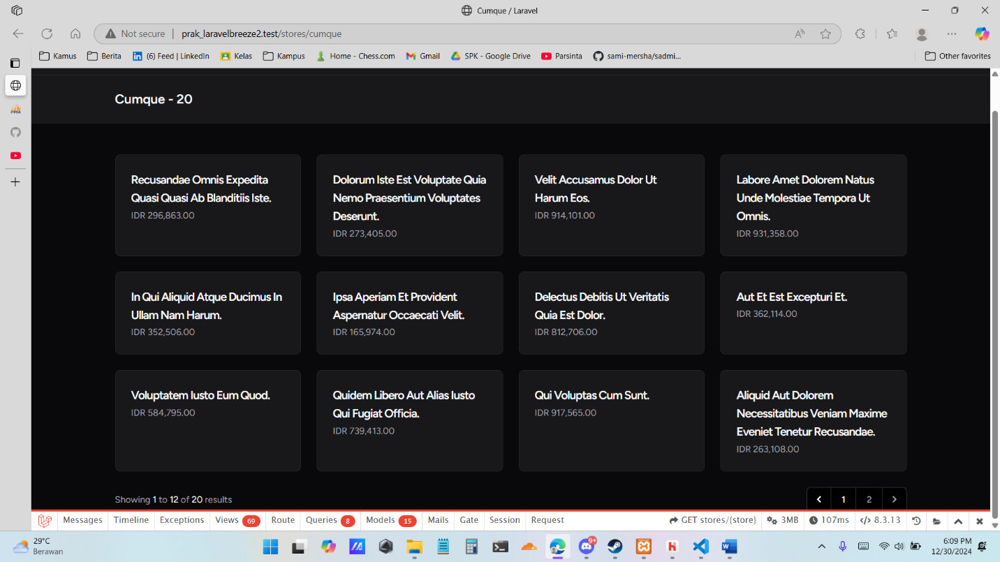 Cumque / Laravel
Not secure
prak_laravelbreeze2.test/stores/cumque
Kamus
Berita
(6) Feed | LinkedIn
Kelas
Kampus
Home - Chess.com
Gmail
SPK - Google Drive
Parsinta
sami-mersha/sadmi...
Other favorites
PMA
Cumque - 20
Recusandae Omnis Expedita
Quasi Quasi Ab Blanditiis Iste.
IDR 296,863.00
Dolorum Iste Est Voluptate Quia
Nemo Praesentium Voluptates
Deserunt.
IDR 273,405.00
Velit Accusamus Dolor Ut
Harum Eos.
IDR 914,101.00
Labore Amet Dolorem Natus
Unde Molestiae Tempora Ut
Omnis.
IDR 931,358.00
In Qui Aliquid Atque Ducimus In
Ullam Nam Harum.
IDR 352,506.00
Ipsa Aperiam Et Provident
Aspernatur Occaecati Velit.
IDR 165,974.00
Delectus Debitis Ut Veritatis
Quia Est Dolor.
IDR 812,706.00
Aut Et Est Excepturi Et.
IDR 362,114.00
Voluptatem Iusto Eum Quod.
IDR 584,795.00
Quidem Libero Aut Alias Iusto
Qui Fugiat Officia.
IDR 739,413.00
Qui Voluptas Cum Sunt.
IDR 917,565.00
Aliquid Aut Dolorem
Necessitatibus Veniam Maxime
Eveniet Tenetur Recusandae.
IDR 263,108.00
Showing 1 to 12 of 20 results
1
2
Messages
Timeline
Exceptions
Views 69
Route
Queries 8
Models 15
Mails
Gate
Session
Request
GET stores/{store}
3MB
107ms
8.3.13
29°C
Berawan
9+
6:09 PM
12/30/2024